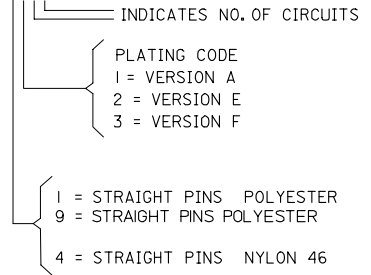 INDICATES NO. OF CIRCUITS
PLATING CODE
1 = VERSION A
2 = VERSION E
3 = VERSION F
1 = STRAIGHT PINS POLYESTER
9 = STRAIGHT PINS POLYESTER
4 = STRAIGHT PINS NYLON 46